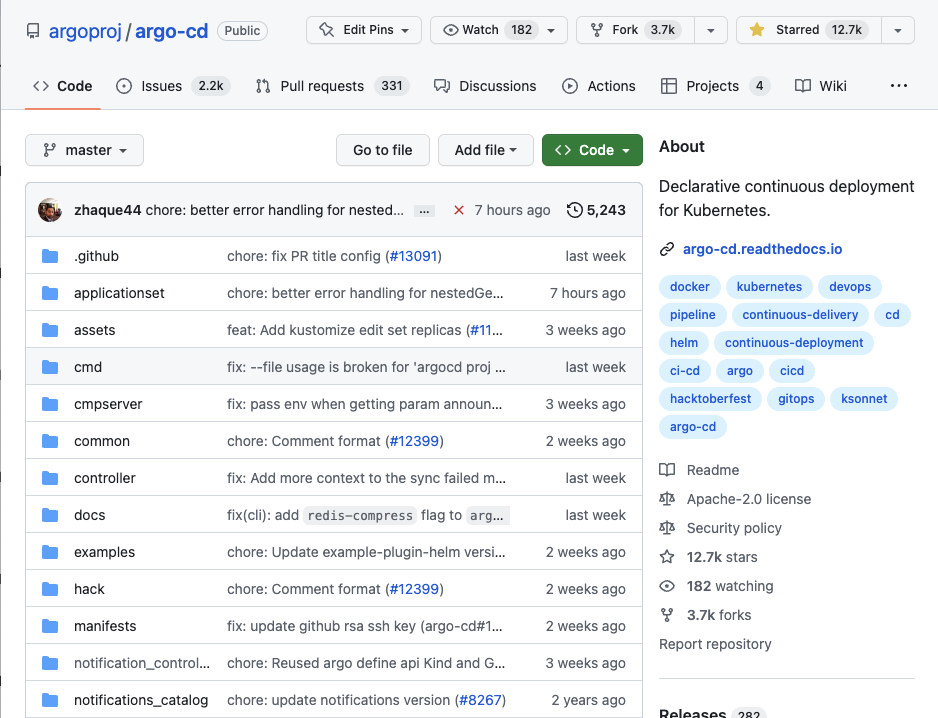 argoproj / argo-cd Public
Edit Pins Watch 182 Fork 3.7k Starred 12.7k
Code Issues 2.2k Pull requests 331 Discussions Actions Projects 4 Wiki ...
master Go to file Add file Code
zhaque44 chore: better error handling for nested... ... 7 hours ago 5,243
.github chore: fix PR title config (#13091) last week
applicationset chore: better error handling for nestedGe... 7 hours ago
assets feat: Add kustomize edit set replicas (#11... 3 weeks ago
cmd fix: --file usage is broken for 'argocd proj ... last week
cmpserver fix: pass env when getting param announ... 3 weeks ago
common chore: Comment format (#12399) 2 weeks ago
controller fix: Add more context to the sync failed m... last week
docs fix(cli): add redis-compress flag to arg... last week
examples chore: Update example-plugin-helm versi... 2 weeks ago
hack chore: Comment format (#12399) 2 weeks ago
manifests fix: update github rsa ssh key (argo-cd#1... 2 weeks ago
notification_control... chore: Reused argo define api Kind and G... 3 weeks ago
notifications_catalog chore: update notifications version (#8267) 2 years ago
About
Declarative continuous deployment
for Kubernetes.
argo-cd.readthedocs.io
docker kubernetes devops
pipeline continuous-delivery cd
helm continuous-deployment
ci-cd argo cicd
hacktoberfest gitops ksonnet
argo-cd
Readme
Apache-2.0 license
Security policy
12.7k stars
182 watching
3.7k forks
Report repository
Releases 282